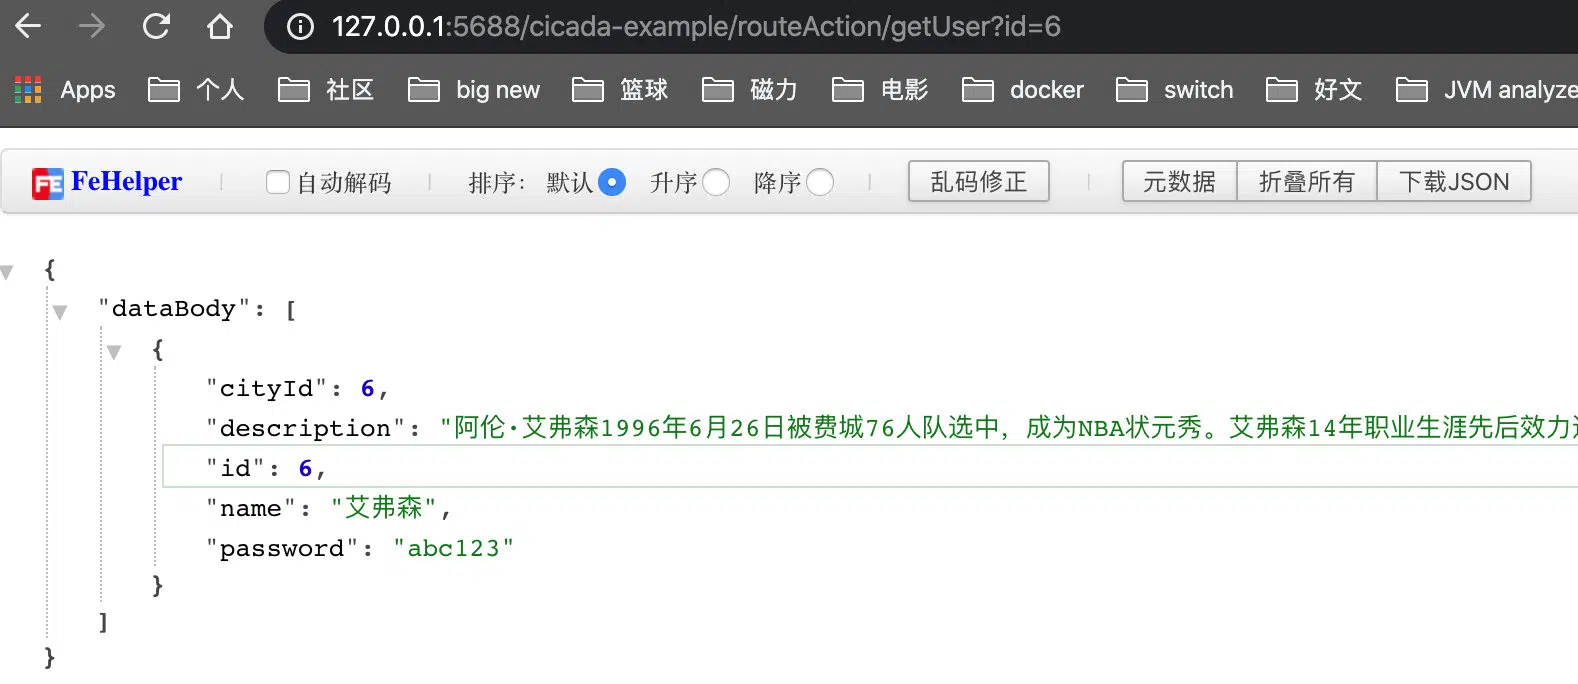 127.0.0.1:5688/cicada-example/routeAction/getUser?id=6
Apps 个人 社区 big new 篮球 磁力 电影 docker switch 好文 JVM analyze
FE FeHelper 自动解码 排序: 默认 升序 降序 乱码修正 元数据 折叠所有 下载JSON
{
"dataBody": [
{
"cityId": 6,
"description": "阿伦·艾弗森1996年6月26日被费城76人队选中，成为NBA状元秀。艾弗森14年职业生涯先后效力
"id": 6,
"name": "艾弗森",
"password": "abc123"
}
]
}